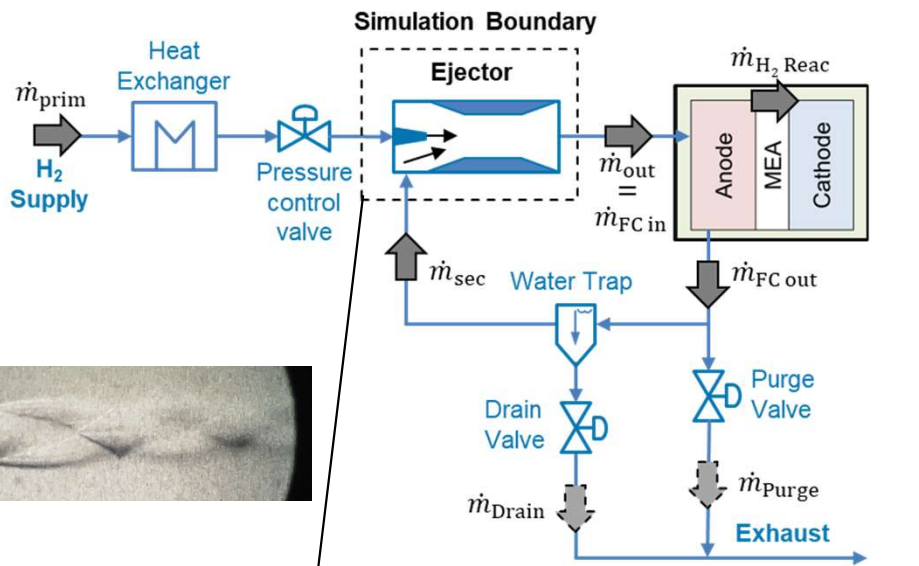 Simulation Boundary
Heat
Exchanger
Ejector
ṁprim
H2
Supply
Pressure
control
valve
ṁout
=
ṁFC in
ṁH2 Reac
Anode
MEA
Cathode
ṁsec
Water Trap
ṁFC out
Drain
Valve
Purge
Valve
ṁDrain
ṁPurge
Exhaust